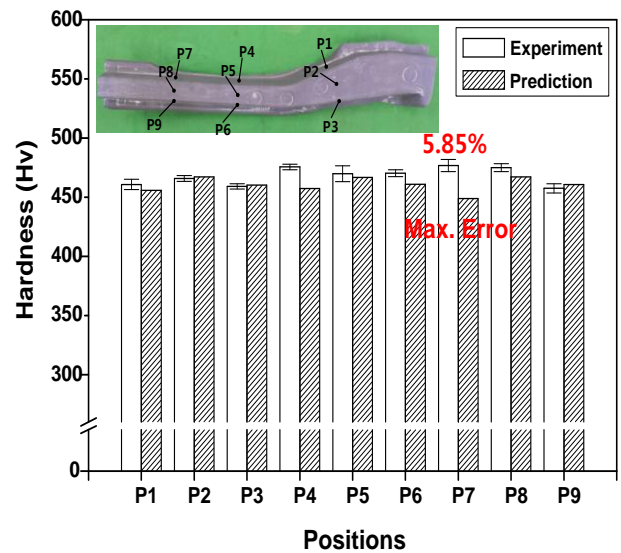 600
550
500
450
400
350
300
0
Hardness (Hv)
P1
P7
P4
P8
P5
P2
P9
P6
P3
Experiment
Prediction
5.85%
Max. Error
P1 P2 P3 P4 P5 P6 P7 P8 P9
Positions